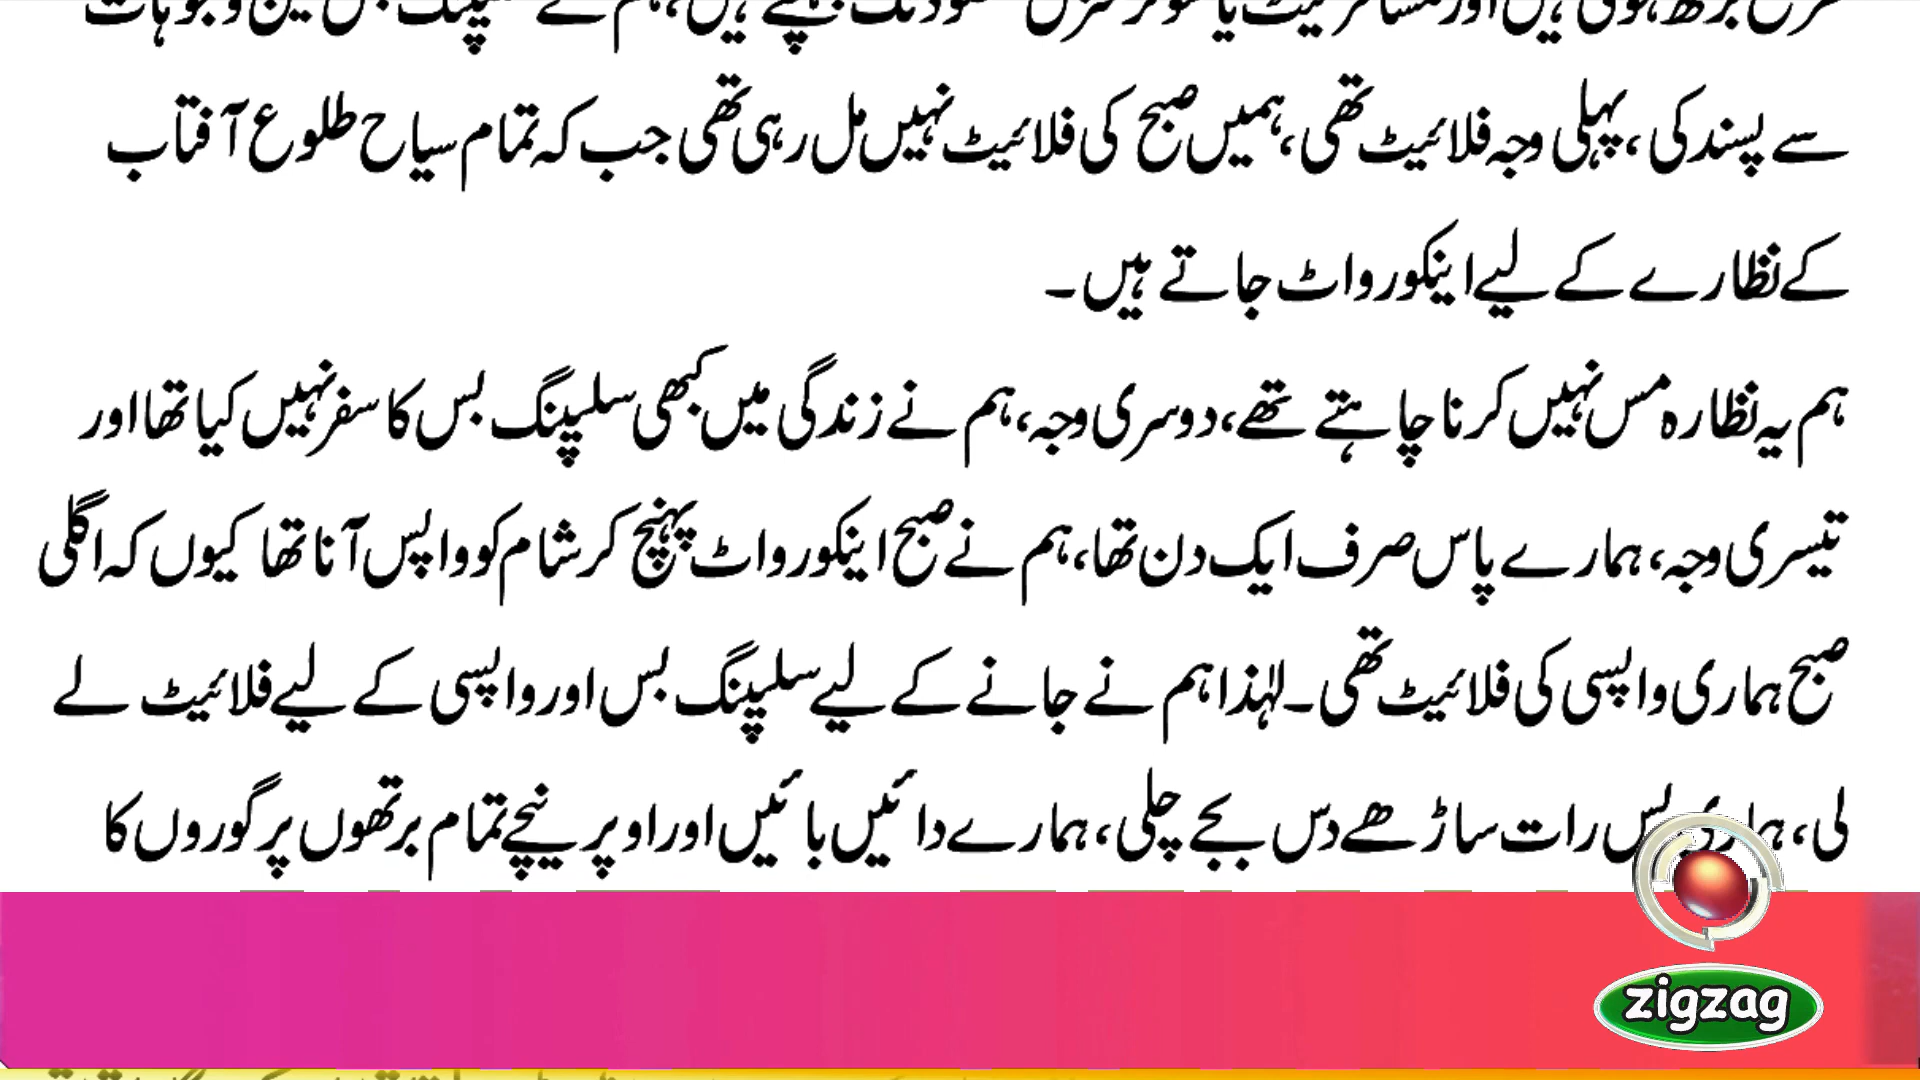 سے پسند کی، پہلی وجہ فلائیٹ تھی، ہمیں صبح کی فلائیٹ نہیں مل رہی تھی جب کہ تمام سیاح طلوع آفتاب
کے نظارے کے لیے اینکور واٹ جاتے ہیں۔
ہم یہ نظارہ مس نہیں کرنا چاہتے تھے، دوسری وجہ، ہم نے زندگی میں کبھی سلیپنگ بس کا سفر نہیں کیا تھا اور
تیسری وجہ، ہمارے پاس صرف ایک دن تھا، ہم نے صبح اینکور واٹ پہنچ کر شام کو واپس آنا تھا کیوں کہ اگلی
صبح ہماری واپسی کی فلائیٹ تھی۔ لہٰذا ہم نے جانے کے لیے سلیپنگ بس اور واپسی کے لیے فلائیٹ لے
لی، ہماری بس رات ساڑھے دس بجے چلی، ہمارے دائیں بائیں اور اوپر نیچے تمام برتھوں پر گوروں کا
zigzag